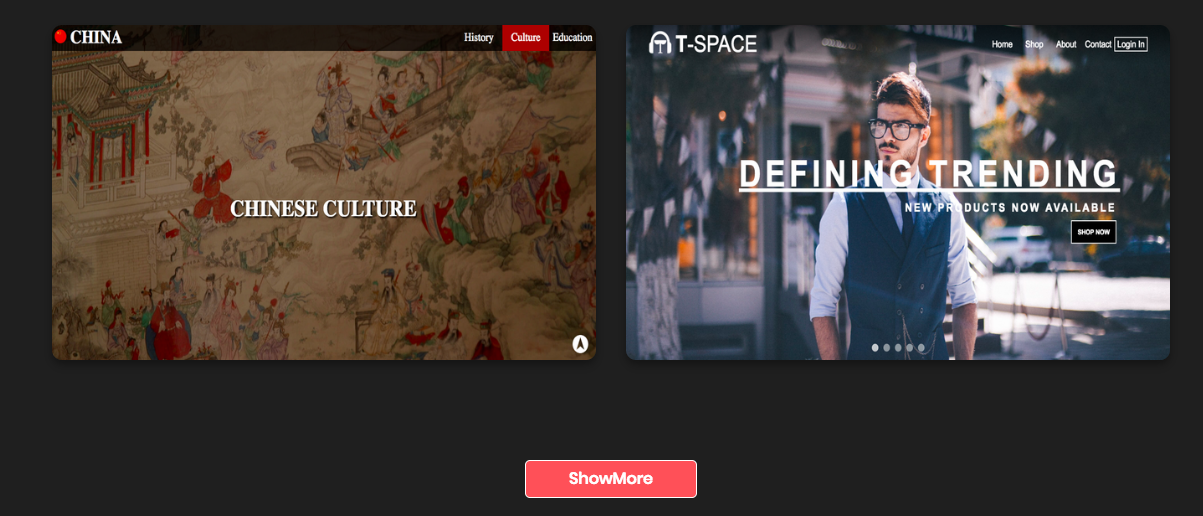 CHINA
History Culture Education
CHINESE CULTURE
T-SPACE
Home Shop About Contact Login In
DEFINING TRENDING
NEW PRODUCTS NOW AVAILABLE
SHOP NOW
ShowMore